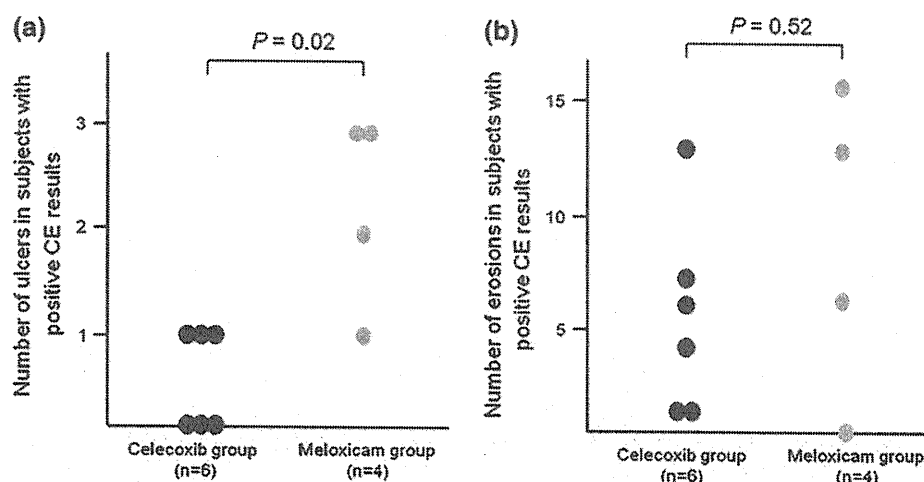 (a)
P = 0.02
Number of ulcers in subjects with
positive CE results
3
2
1
Celecoxib group
(n=6)
Meloxicam group
(n=4)
(b)
P = 0.52
Number of erosions in subjects with
positive CE results
15
10
5
Celecoxib group
(n=6)
Meloxicam group
(n=4)